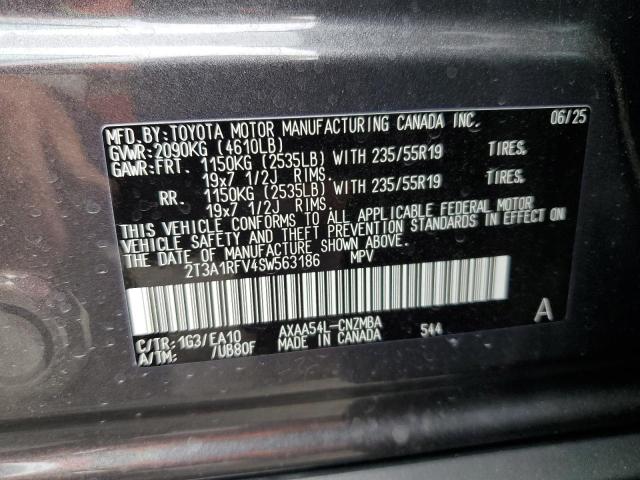 MFD.BY:TOYOTA MOTOR MANUFACTURING CANADA INC. 06/25
GVWR:2090KG (4610LB)
GAWR:FRT. 1150KG (2535LB) WITH 235/55R19 TIRES,
19x7 1/2J RIMS.
RR. 1150KG (2535LB) WITH 235/55R19 TIRES,
19x7 1/2J RIMS.
THIS VEHICLE CONFORMS TO ALL APPLICABLE FEDERAL MOTOR
VEHICLE SAFETY AND THEFT PREVENTION STANDARDS IN EFFECT ON
THE DATE OF MANUFACTURE SHOWN ABOVE.
2T3A1RFV4SW563186 MPV
A
C/TR:1G3/EA10 AXAA54L-CNZMBA 544
A/TM: /UB80F MADE IN CANADA